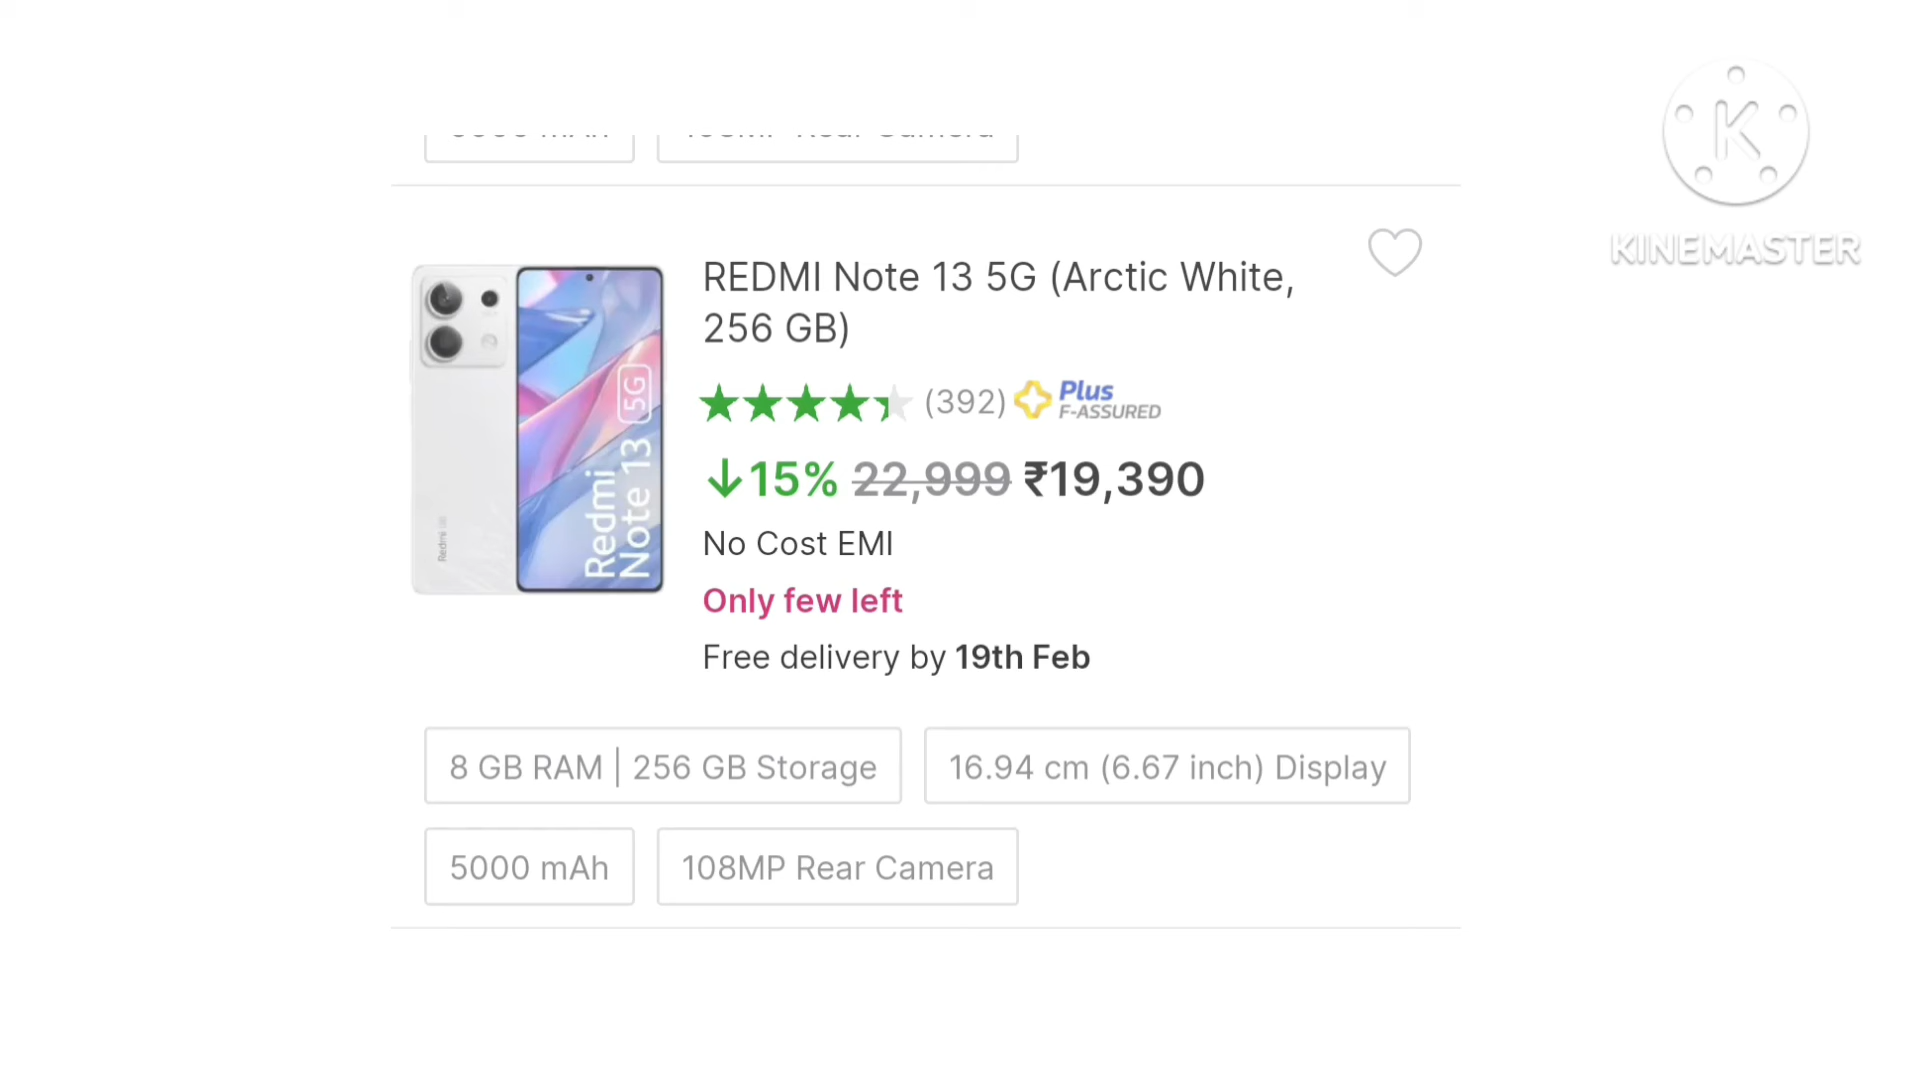 KINEMASTER
REDMI Note 13 5G (Arctic White,
256 GB)
(392) Plus
F-ASSURED
↓15% 22,999 ₹19,390
No Cost EMI
Only few left
Free delivery by 19th Feb
Redmi
Note 13 5G
Redmi
8 GB RAM | 256 GB Storage
16.94 cm (6.67 inch) Display
5000 mAh
108MP Rear Camera